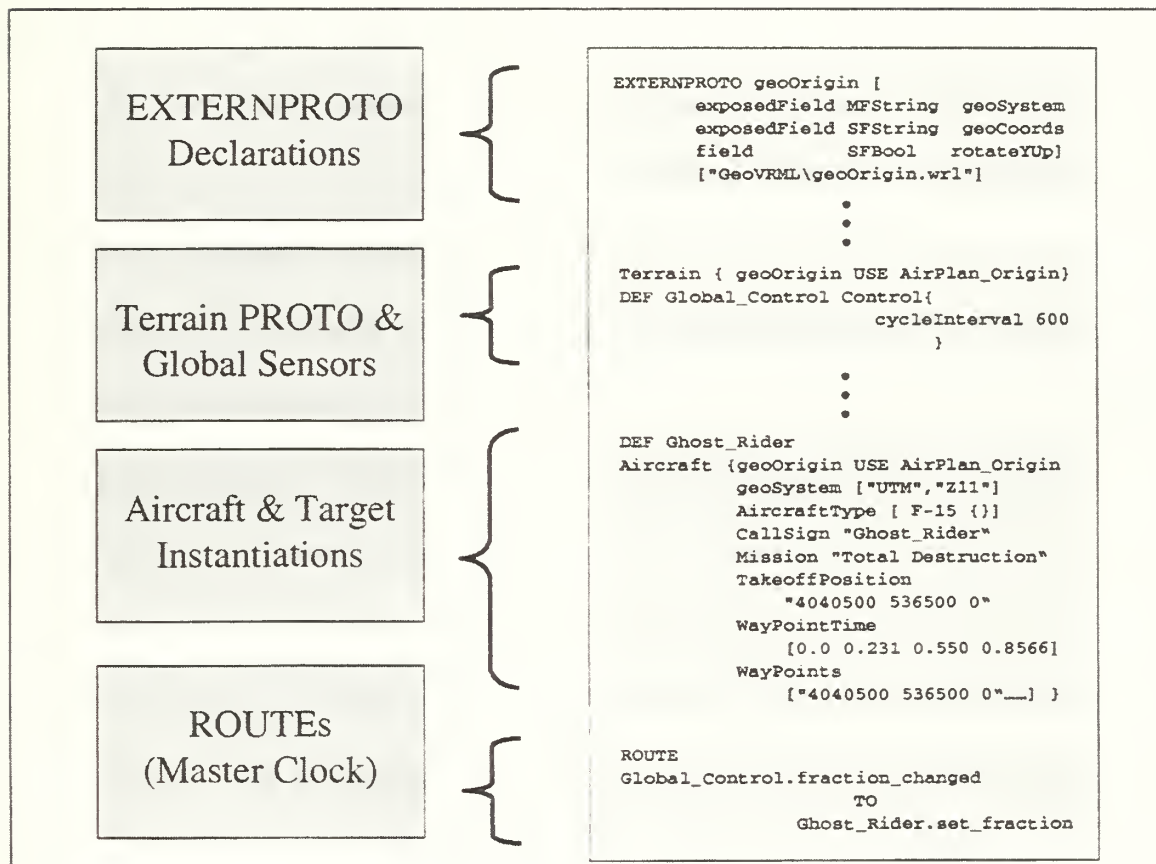 EXTERNPROTO
Declarations
Terrain PROTO &
Global Sensors
Aircraft & Target
Instantiations
ROUTEs
(Master Clock)
EXTERNPROTO geoOrigin [
exposedField MFString geoSystem
exposedField SFString geoCoords
field SFBool rotateYUp]
["GeoVRML\geoOrigin.wrl"]
Terrain { geoOrigin USE AirPlan_Origin}
DEF Global_Control Control{
cycleInterval 600
}
DEF Ghost_Rider
Aircraft {geoOrigin USE AirPlan_Origin
geoSystem ["UTM","Z11"]
AircraftType [ F-15 {}]
CallSign "Ghost_Rider"
Mission "Total Destruction"
TakeoffPosition
"4040500 536500 0"
WayPointTime
[0.0 0.231 0.550 0.8566]
WayPoints
["4040500 536500 0"……] }
ROUTE
Global_Control.fraction_changed
TO
Ghost_Rider.set_fraction